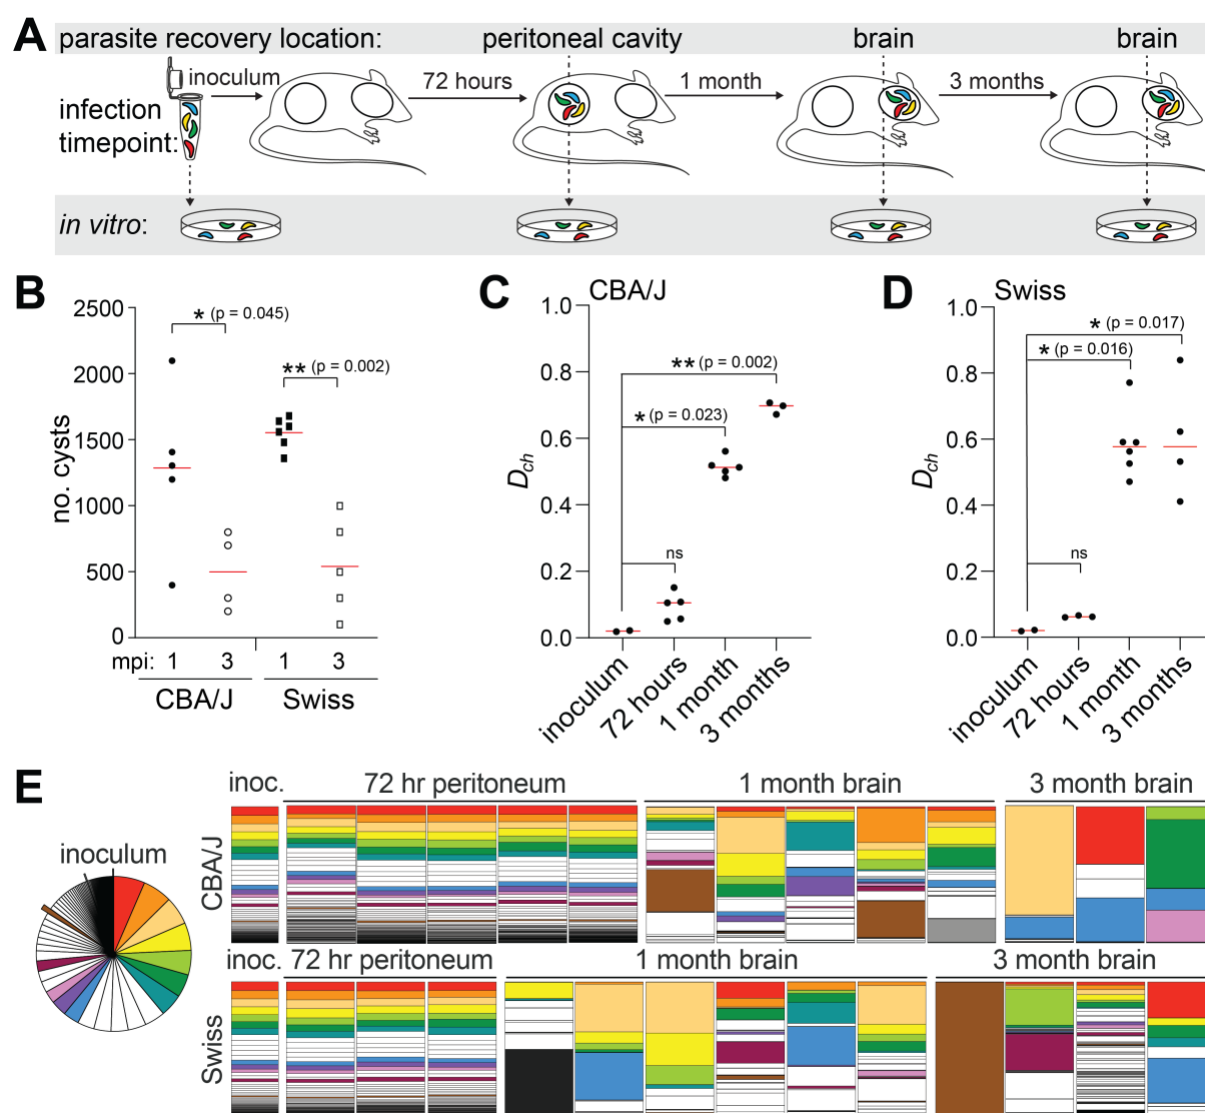 A
parasite recovery location: peritoneal cavity brain brain
inoculum 72 hours 1 month 3 months
infection
timepoint:
in vitro:
B
2500
2000
1500
1000
500
0
no. cysts
* (p = 0.045)
** (p = 0.002)
mpi: 1 3 1 3
CBA/J Swiss
C
CBA/J
1.0
0.8
0.6
0.4
0.2
0.0
D_ch
** (p = 0.002)
* (p = 0.023)
ns
inoculum
72 hours
1 month
3 months
D
Swiss
1.0
0.8
0.6
0.4
0.2
0.0
D_ch
* (p = 0.017)
* (p = 0.016)
ns
inoculum
72 hours
1 month
3 months
E
inoculum
inoc. 72 hr peritoneum 1 month brain 3 month brain
CBA/J
inoc. 72 hr peritoneum 1 month brain 3 month brain
Swiss